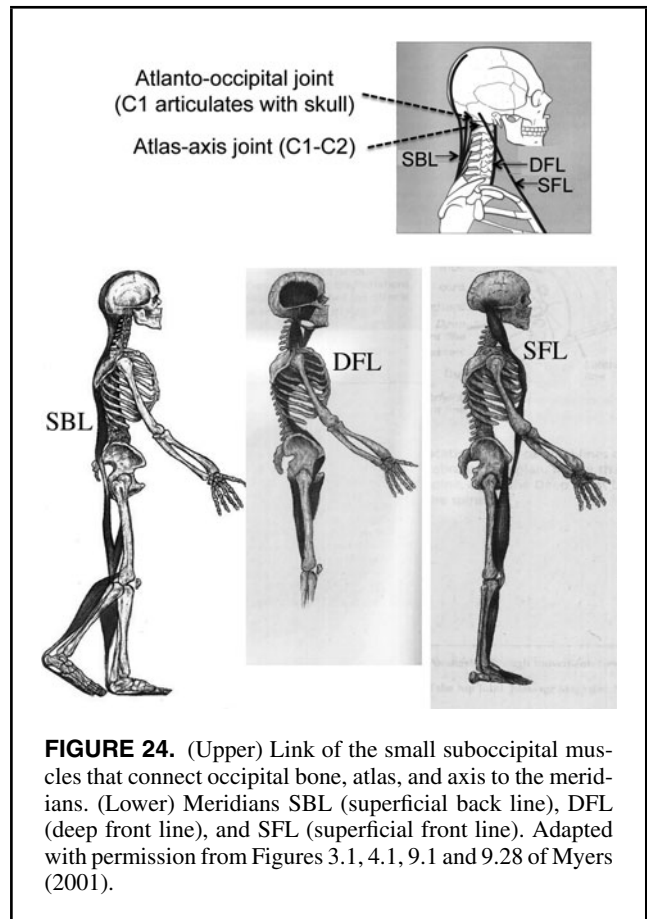 Atlanto-occipital joint
(C1 articulates with skull)
Atlas-axis joint (C1-C2)
SBL
DFL
SFL
SBL
DFL
SFL
FIGURE 24. (Upper) Link of the small suboccipital mus-
cles that connect occipital bone, atlas, and axis to the merid-
ians. (Lower) Meridians SBL (superficial back line), DFL
(deep front line), and SFL (superficial front line). Adapted
with permission from Figures 3.1, 4.1, 9.1 and 9.28 of Myers
(2001).